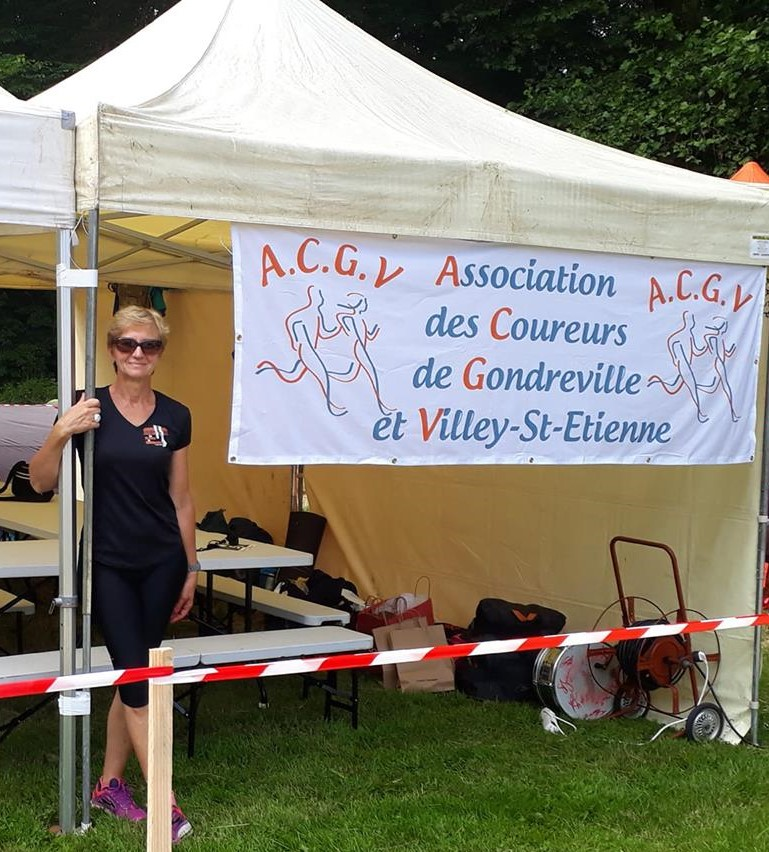 A.C.G.V
Association
des Coureurs
de Gondreville
et Villey-St-Etienne
A.C.G.V